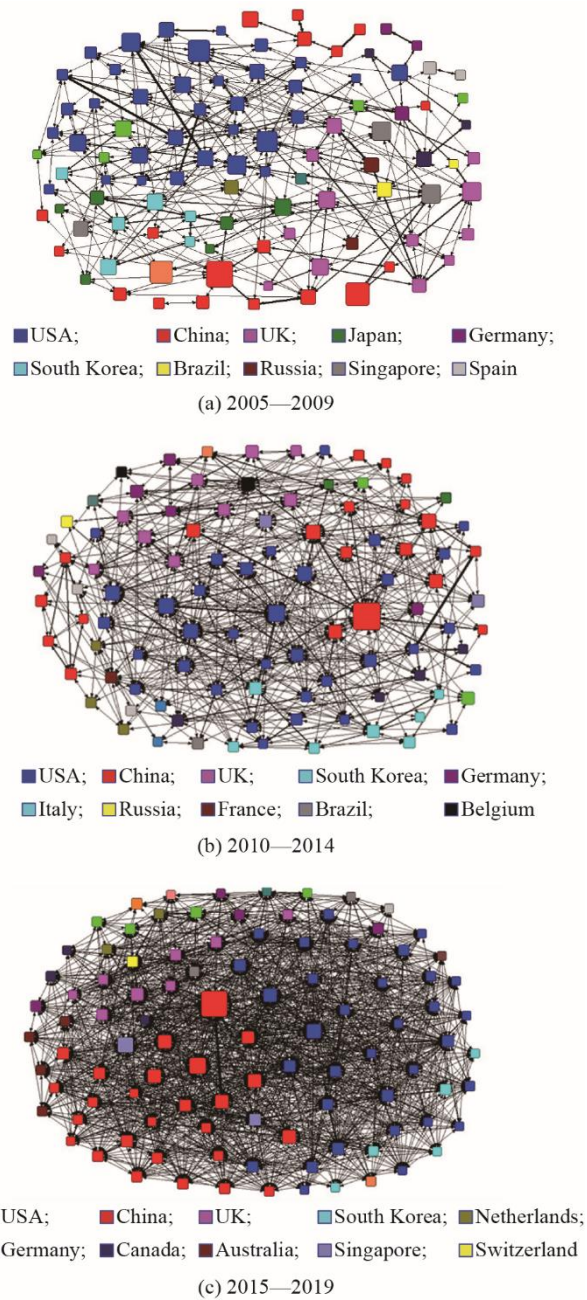 USA; China; UK; Japan; Germany;
South Korea; Brazil; Russia; Singapore; Spain
(a) 2005—2009
USA; China; UK; South Korea; Germany;
Italy; Russia; France; Brazil; Belgium
(b) 2010—2014
USA; China; UK; South Korea; Netherlands;
Germany; Canada; Australia; Singapore; Switzerland
(c) 2015—2019